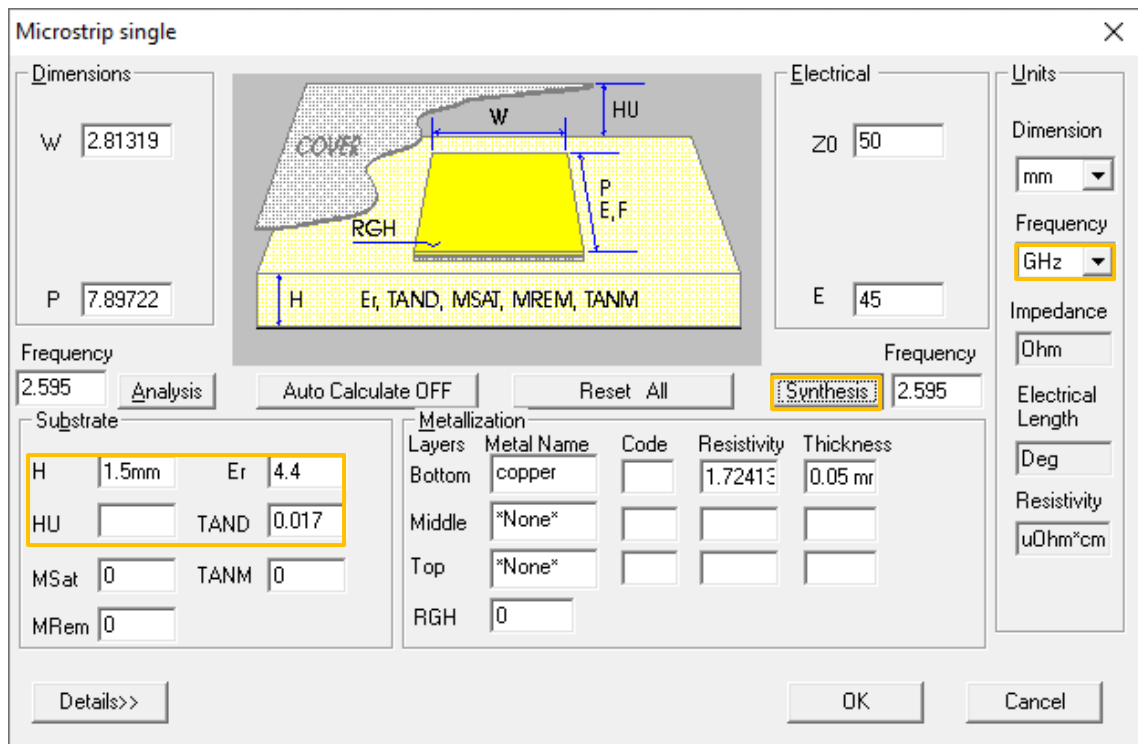 Microstrip single
Dimensions
W 2.81319
P 7.89722
COVER
W
HU
P
E,F
RGH
H Er, TAND, MSAT, MREM, TANM
Electrical
Z0 50
E 45
Units
Dimension
mm
Frequency
GHz
Impedance
Ohm
Electrical
Length
Deg
Resistivity
uOhm*cm
Frequency
2.595 Analysis Auto Calculate OFF Reset All Synthesis
Frequency
2.595
Substrate
H 1.5mm Er 4.4
HU TAND 0.017
MSat 0 TANM 0
MRem 0
Metallization
Layers Metal Name Code Resistivity Thickness
Bottom copper 1.72413 0.05 mr
Middle *None*
Top *None*
RGH 0
Details>> OK Cancel